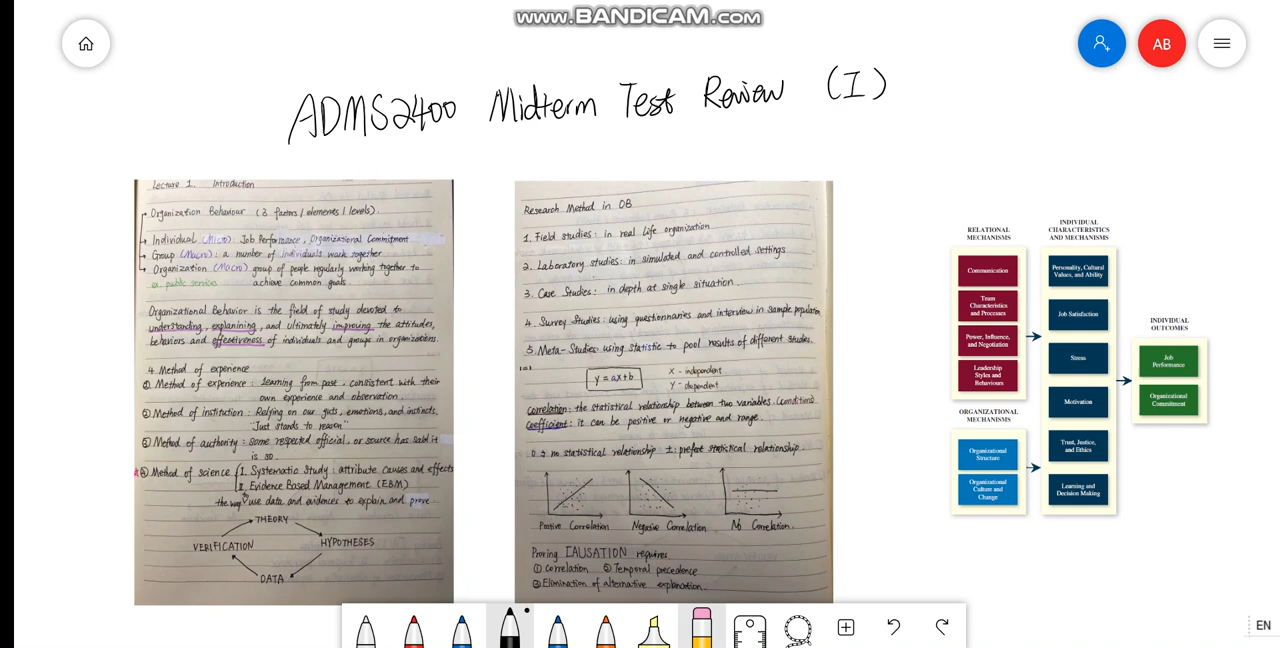 www.BANDICAM.com
AB
ADMS2400 Midterm Test Review (I)
Lecture 1. Introduction
Organization Behaviour (3 factors / elements / levels).
Individual (Micro): Job Performance, Organizational Commitment
Group (Macro): a number of individuals work together
Organization (Macro) group of people regularly working together to
ex. public services achieve common goals
Organizational Behavior is the field of study devoted to
understanding, explainining, and ultimately improving the attitudes,
behaviors and effectiveness of individuals and groups in organizations.
4 Method of experience
① Method of experience: learning from past, consistent with their
own experience and observation.
② Method of institution: Relying on our guts, emotions, and instincts,
"Just stands to reason"
③ Method of authority: some respected official, or source has said it
is so.
④ Method of science { I. Systematic Study: attribute causes and effects
II. Evidence Based Management (EBM)
the way use data and evidences to explain and prove.
THEORY
VERIFICATION HYPOTHESES
DATA
Research Method in OB
1. Field studies: in real life organization
2. Laboratory studies: in simulated and controlled settings
3. Case Studies: in depth at single situation.
4. Survey Studies: using questionnaries and interview in sample population
5. Meta-Studies: using statistic to pool results of different studies.
y = ax+b
x - independent
y - dependent
Correlation: the statistical relationship between two variables. (conditions)
Coefficient: it can be positive or negative and range.
0 → no statistical relationship ±: prefect statistical relationship.
Postive Correlation Negative Correlation No Correlation.
Proving CAUSATION requires
① Correlation ② Temporal precedence
③ Elimination of alternative explanation.
RELATIONAL
MECHANISMS
Communication
Team
Characteristics
and Processes
Power, Influence,
and Negotiation
Leadership
Styles and
Behaviours
ORGANIZATIONAL
MECHANISMS
Organizational
Structure
Organizational
Culture and
Change
INDIVIDUAL
CHARACTERISTICS
AND MECHANISMS
Personality, Cultural
Values, and Ability
Job Satisfaction
Stress
Motivation
Trust, Justice,
and Ethics
Learning and
Decision Making
INDIVIDUAL
OUTCOMES
Job
Performance
Organizational
Commitment
EN